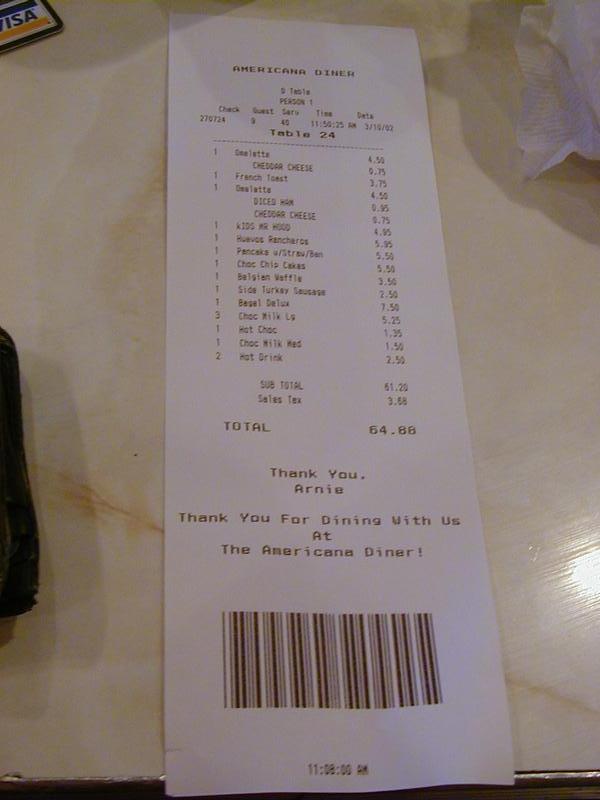 VISA
AMERICANA DINER
D Table
PERSON 1
Check Guest Serv Time Date
270724 9 40 11:50:25 AM 3/10/02
Table 24
1 Omelette 4.50
CHEDDAR CHEESE 0.75
1 French Toast 3.75
1 Omelette 4.50
DICED HAM 0.95
CHEDDAR CHEESE 0.75
1 kIDS MR HOOD 4.95
1 Huevos Rancheros 5.95
1 Pancake w/Straw/Ban 5.50
1 Choc Chip Cakes 5.50
1 Belgian Waffle 3.50
1 Side Turkey Sausage 2.50
1 Bagel Delux 7.50
3 Choc Milk Lg 5.25
1 Hot Choc 1.35
1 Choc Milk Med 1.50
2 Hot Drink 2.50
SUB TOTAL 61.20
Sales Tax 3.68
TOTAL 64.88
Thank You.
Arnie
Thank You For Dining With Us
At
The Americana Diner!
11:08:00 AM